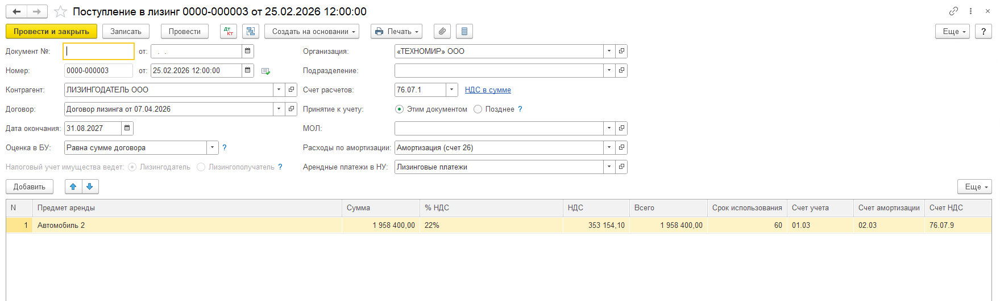 Поступление в лизинг 0000-000003 от 25.02.2026 12:00:00
Провести и закрыть Записать Провести Дт Кт Создать на основании Печать Еще ?
Документ №: от: . . Организация: «ТЕХНОМИР» ООО
Номер: 0000-000003 от: 25.02.2026 12:00:00 Подразделение:
Контрагент: ЛИЗИНГОДАТЕЛЬ ООО Счет расчетов: 76.07.1 НДС в сумме
Договор: Договор лизинга от 07.04.2026 Принятие к учету: Этим документом Позднее ?
Дата окончания: 31.08.2027 МОЛ:
Оценка в БУ: Равна сумме договора ? Расходы по амортизации: Амортизация (счет 26)
Налоговый учет имущества ведет: Лизингодатель Лизингополучатель ? Арендные платежи в НУ: Лизинговые платежи
Добавить Еще
N Предмет аренды Сумма % НДС НДС Всего Срок использования Счет учета Счет амортизации Счет НДС
1 Автомобиль 2 1 958 400,00 22% 353 154,10 1 958 400,00 60 01.03 02.03 76.07.9